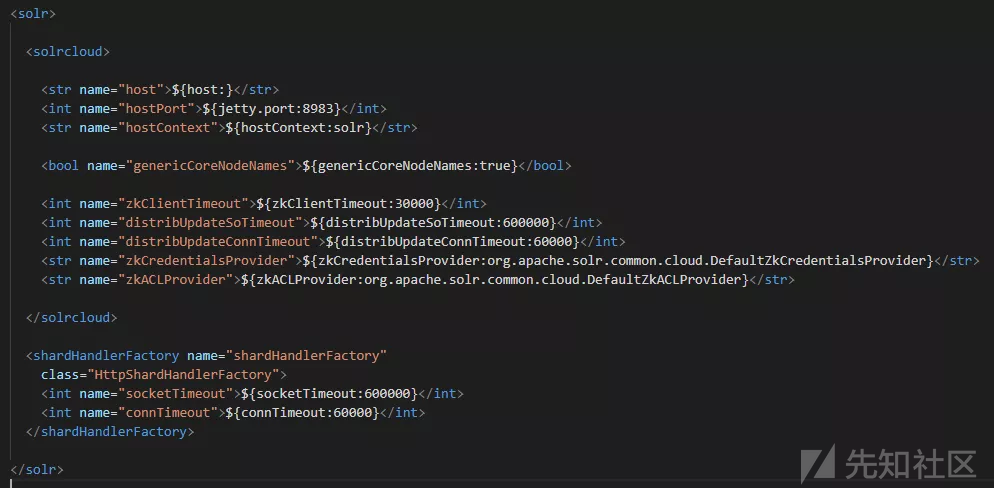 <solr>
<solrcloud>
<str name="host">${host:}</str>
<int name="hostPort">${jetty.port:8983}</int>
<str name="hostContext">${hostContext:solr}</str>
<bool name="genericCoreNodeNames">${genericCoreNodeNames:true}</bool>
<int name="zkClientTimeout">${zkClientTimeout:30000}</int>
<int name="distribUpdateSoTimeout">${distribUpdateSoTimeout:600000}</int>
<int name="distribUpdateConnTimeout">${distribUpdateConnTimeout:60000}</int>
<str name="zkCredentialsProvider">${zkCredentialsProvider:org.apache.solr.common.cloud.DefaultZkCredentialsProvider}</str>
<str name="zkACLProvider">${zkACLProvider:org.apache.solr.common.cloud.DefaultZkACLProvider}</str>
</solrcloud>
<shardHandlerFactory name="shardHandlerFactory"
class="HttpShardHandlerFactory">
<int name="socketTimeout">${socketTimeout:600000}</int>
<int name="connTimeout">${connTimeout:60000}</int>
</shardHandlerFactory>
</solr>
先知社区